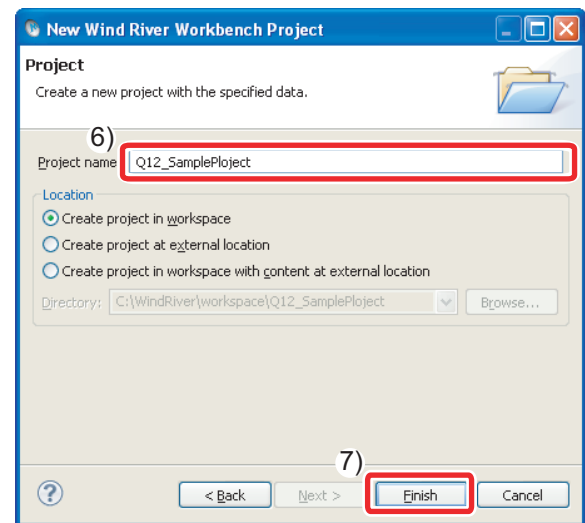 New Wind River Workbench Project
Project
Create a new project with the specified data.
6)
Project name Q12_SamplePloject
Location
Create project in workspace
Create project at external location
Create project in workspace with content at external location
Directory: C:\WindRiver\workspace\Q12_SamplePloject Browse...
7)
? < Back Next > Finish Cancel